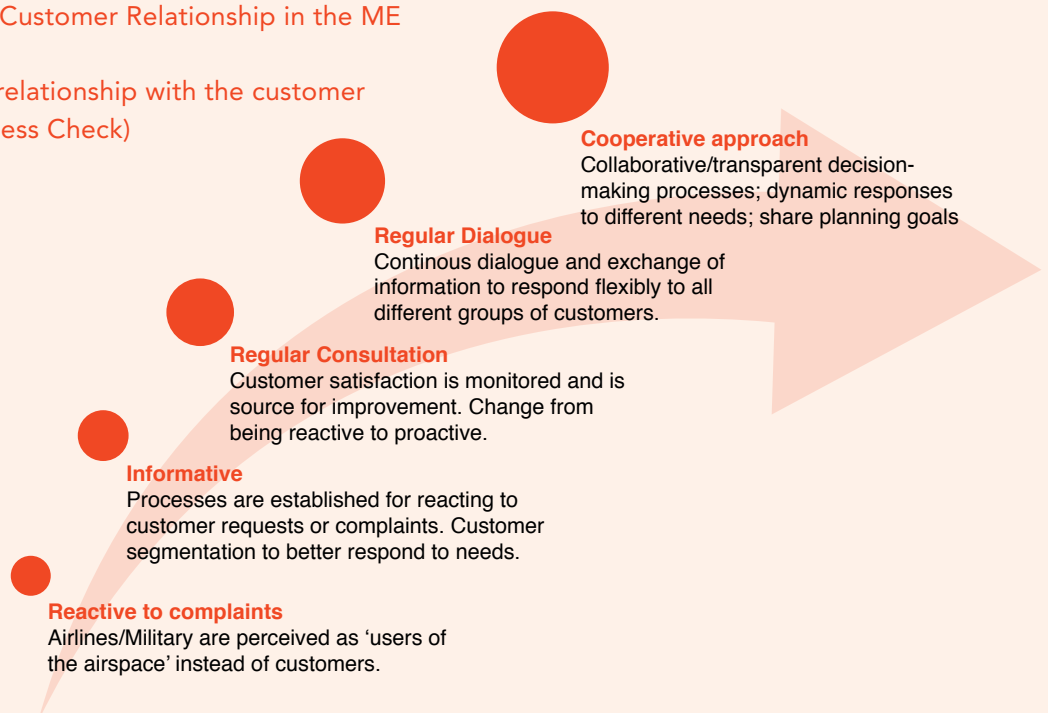 Customer Relationship in the ME
relationship with the customer
ess Check)
Cooperative approach
Collaborative/transparent decision-
making processes; dynamic responses
to different needs; share planning goals
Regular Dialogue
Continous dialogue and exchange of
information to respond flexibly to all
different groups of customers.
Regular Consultation
Customer satisfaction is monitored and is
source for improvement. Change from
being reactive to proactive.
Informative
Processes are established for reacting to
customer requests or complaints. Customer
segmentation to better respond to needs.
Reactive to complaints
Airlines/Military are perceived as ‘users of
the airspace’ instead of customers.